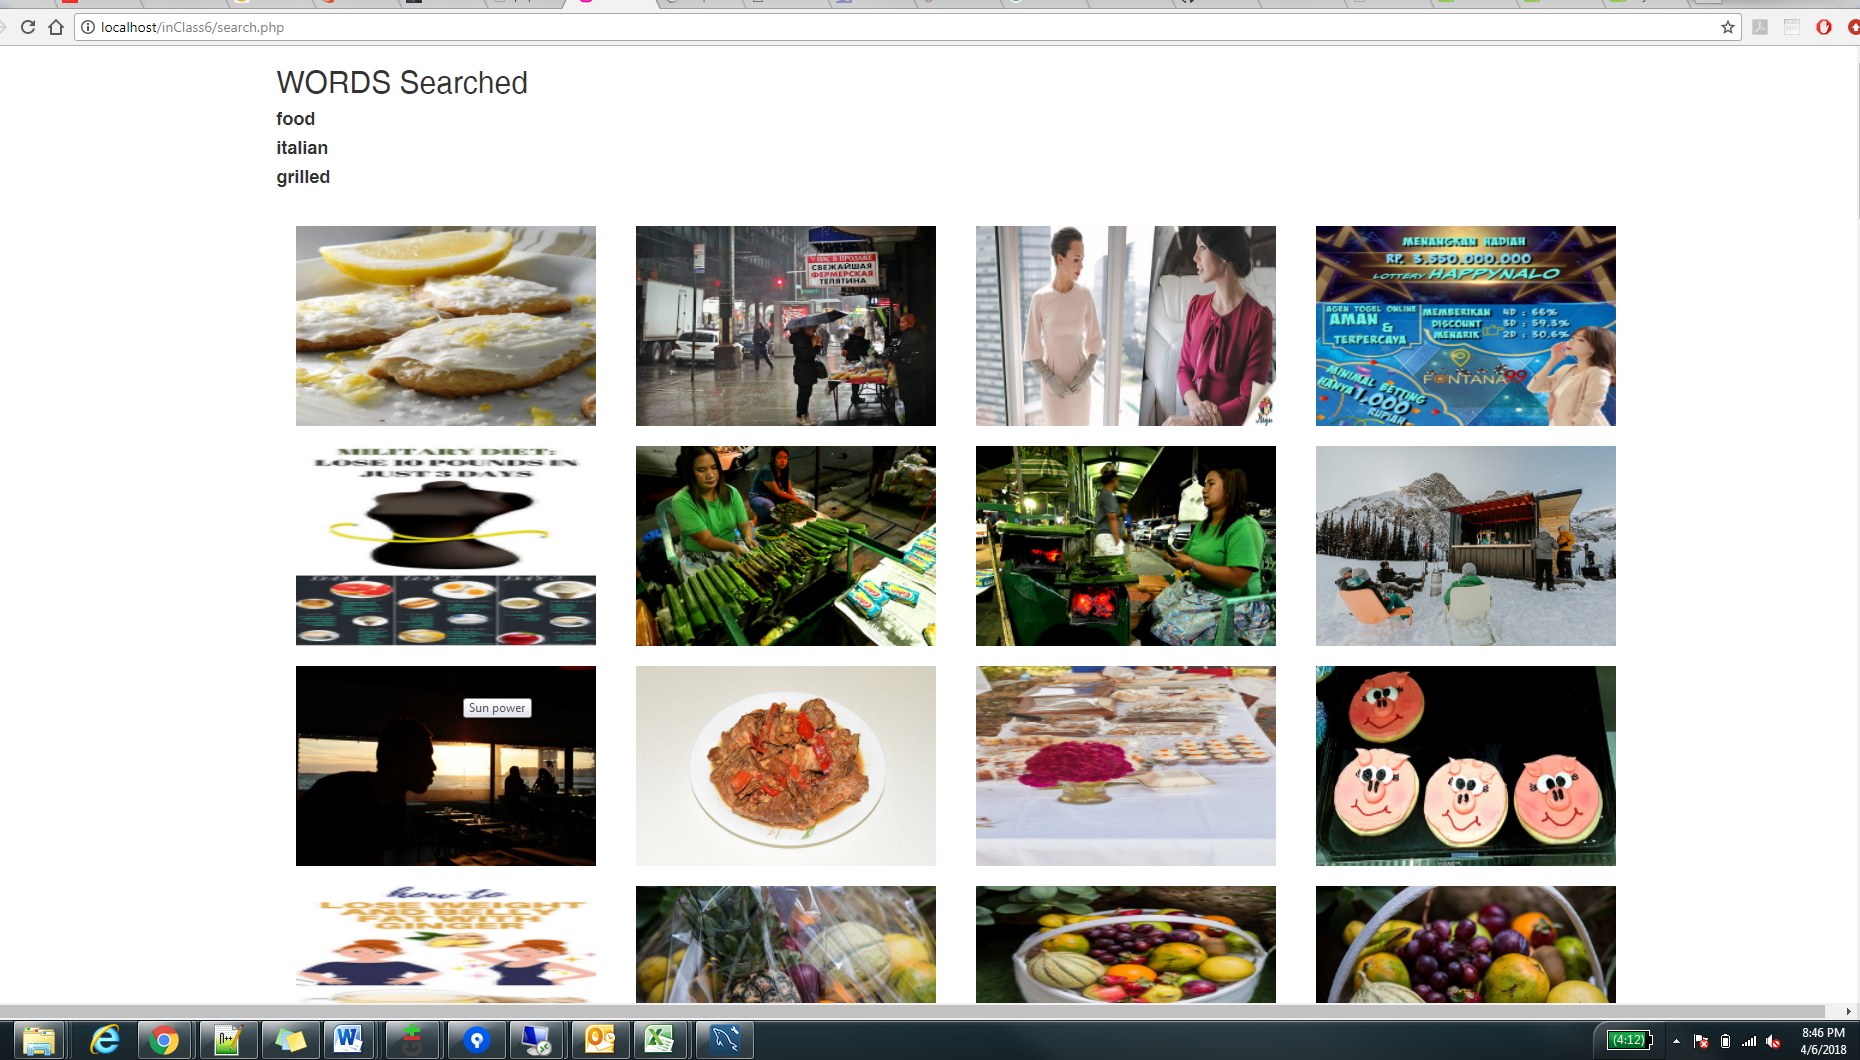 localhost/inClass6/search.php
WORDS Searched
food
italian
grilled
У НАС В ПРОДАЖЕ
СВЕЖАЙШАЯ
ФЕРМЕРСКАЯ
ТЕЛЯТИНА
MENANGKAN HADIAH
RP. 3.550.000.000
LOTTERY HAPPYNALO
AGEN TOGEL ONLINE
AMAN
&
TERPERCAYA
MEMBERIKAN
DISCOUNT
MENARIK
4D : 66%
3D : 59.3%
2D : 30.6%
FONTANA99
MINIMAL BETTING
HANYA 1,000
RUPIAH
MILITARY DIET:
LOSE 10 POUNDS IN
JUST 3 DAYS
Eden
Sun power
how to
LOSE WEIGHT
AND BELLY
FAT WITH
GINGER
(4:12)
8:46 PM
4/6/2018